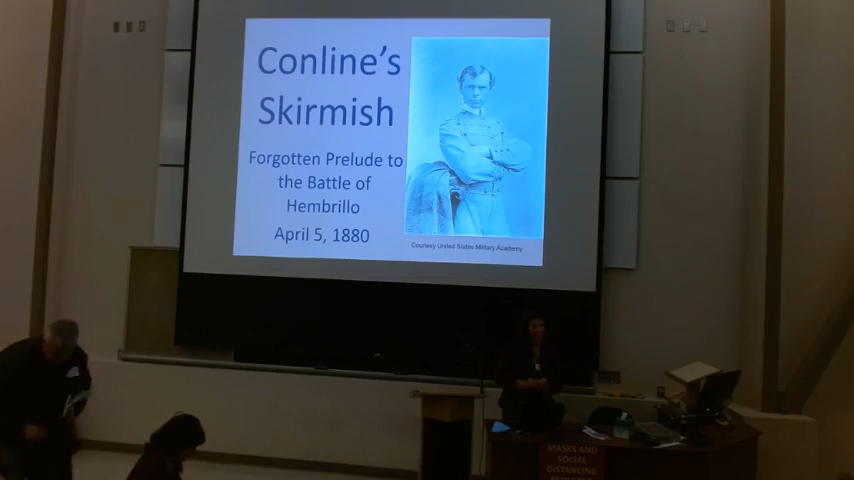 Conline's
Skirmish
Forgotten Prelude to
the Battle of
Hembrillo
April 5, 1880
Courtesy United States Military Academy
MASKS AND
SOCIAL
DISTANCING
REQUIRED